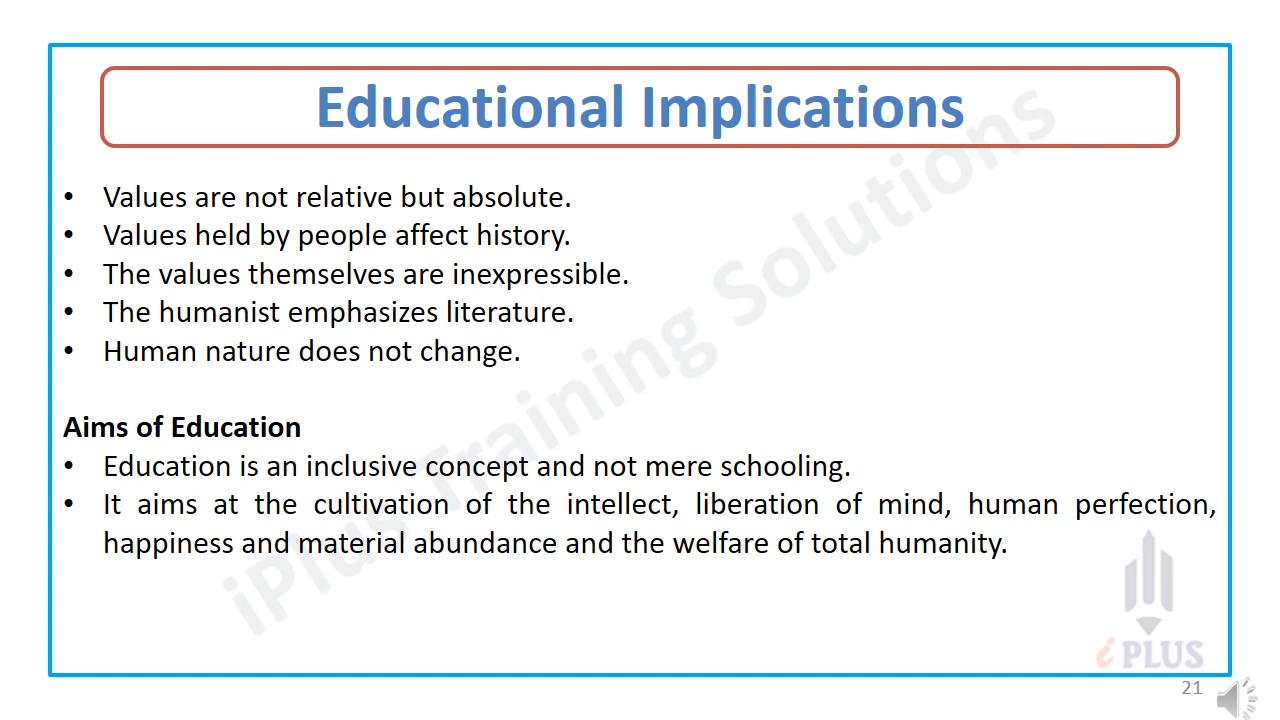 Educational Implications
• Values are not relative but absolute.
• Values held by people affect history.
• The values themselves are inexpressible.
• The humanist emphasizes literature.
• Human nature does not change.
Aims of Education
• Education is an inclusive concept and not mere schooling.
• It aims at the cultivation of the intellect, liberation of mind, human perfection,
happiness and material abundance and the welfare of total humanity.
iPlus Training Solutions
i PLUS
21